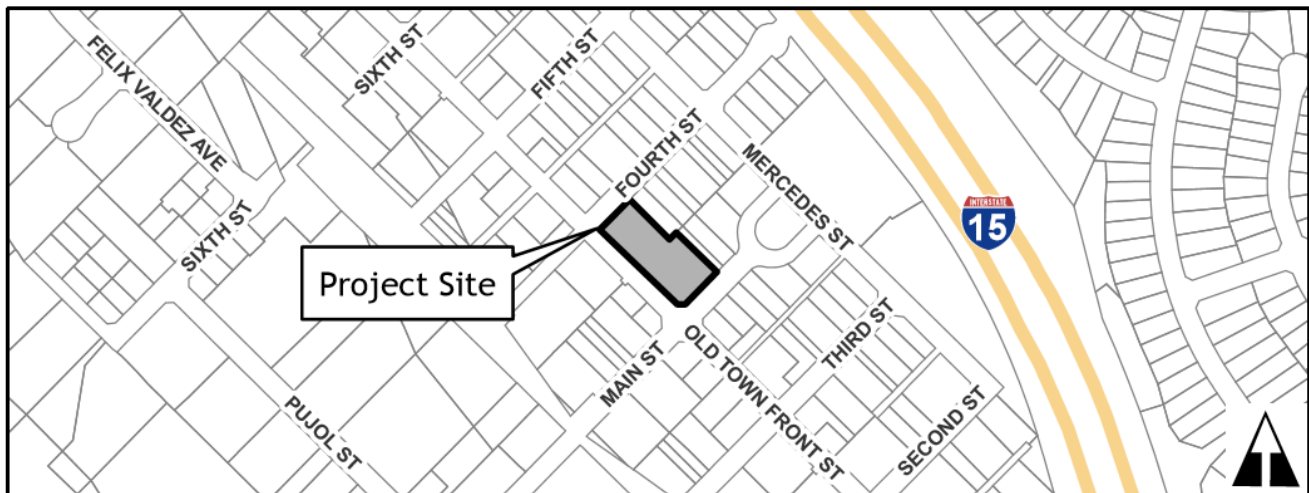 FELIX VALDEZ AVE
SIXTH ST
FIFTH ST
FOURTH ST
MERCEDES ST
SIXTH ST
INTERSTATE
15
Project Site
THIRD ST
OLD TOWN FRONT ST
MAIN ST
SECOND ST
PUJOL ST